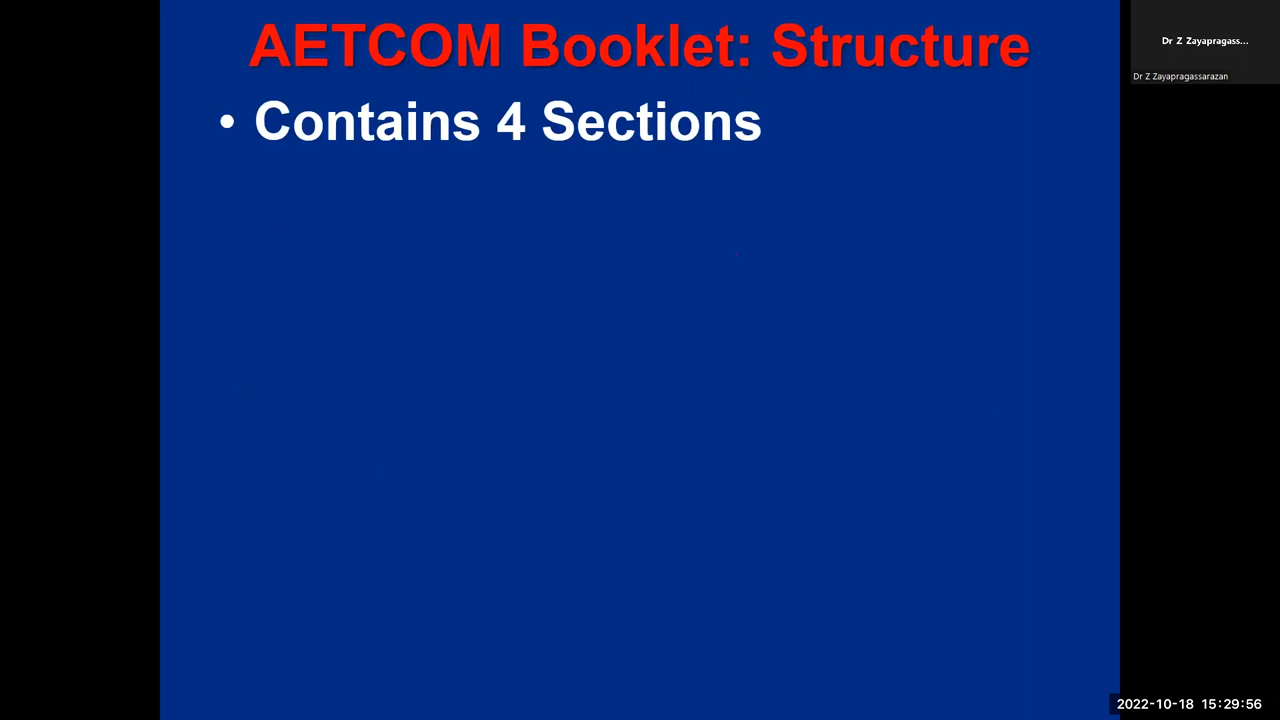 AETCOM Booklet: Structure
• Contains 4 Sections
Dr Z Zayapragass...
Dr Z Zayapragassarazan
2022-10-18 15:29:56